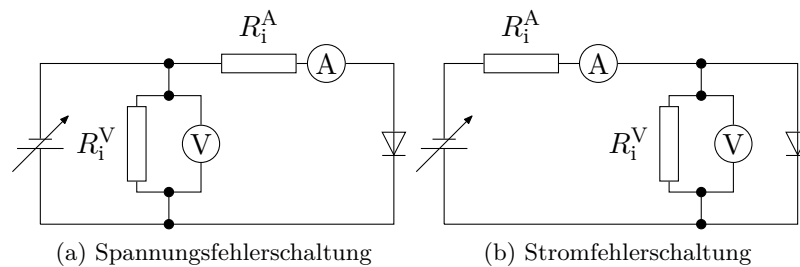 R_i^A
A
R_i^V
V
(a) Spannungsfehlerschaltung
R_i^A
A
R_i^V
V
(b) Stromfehlerschaltung